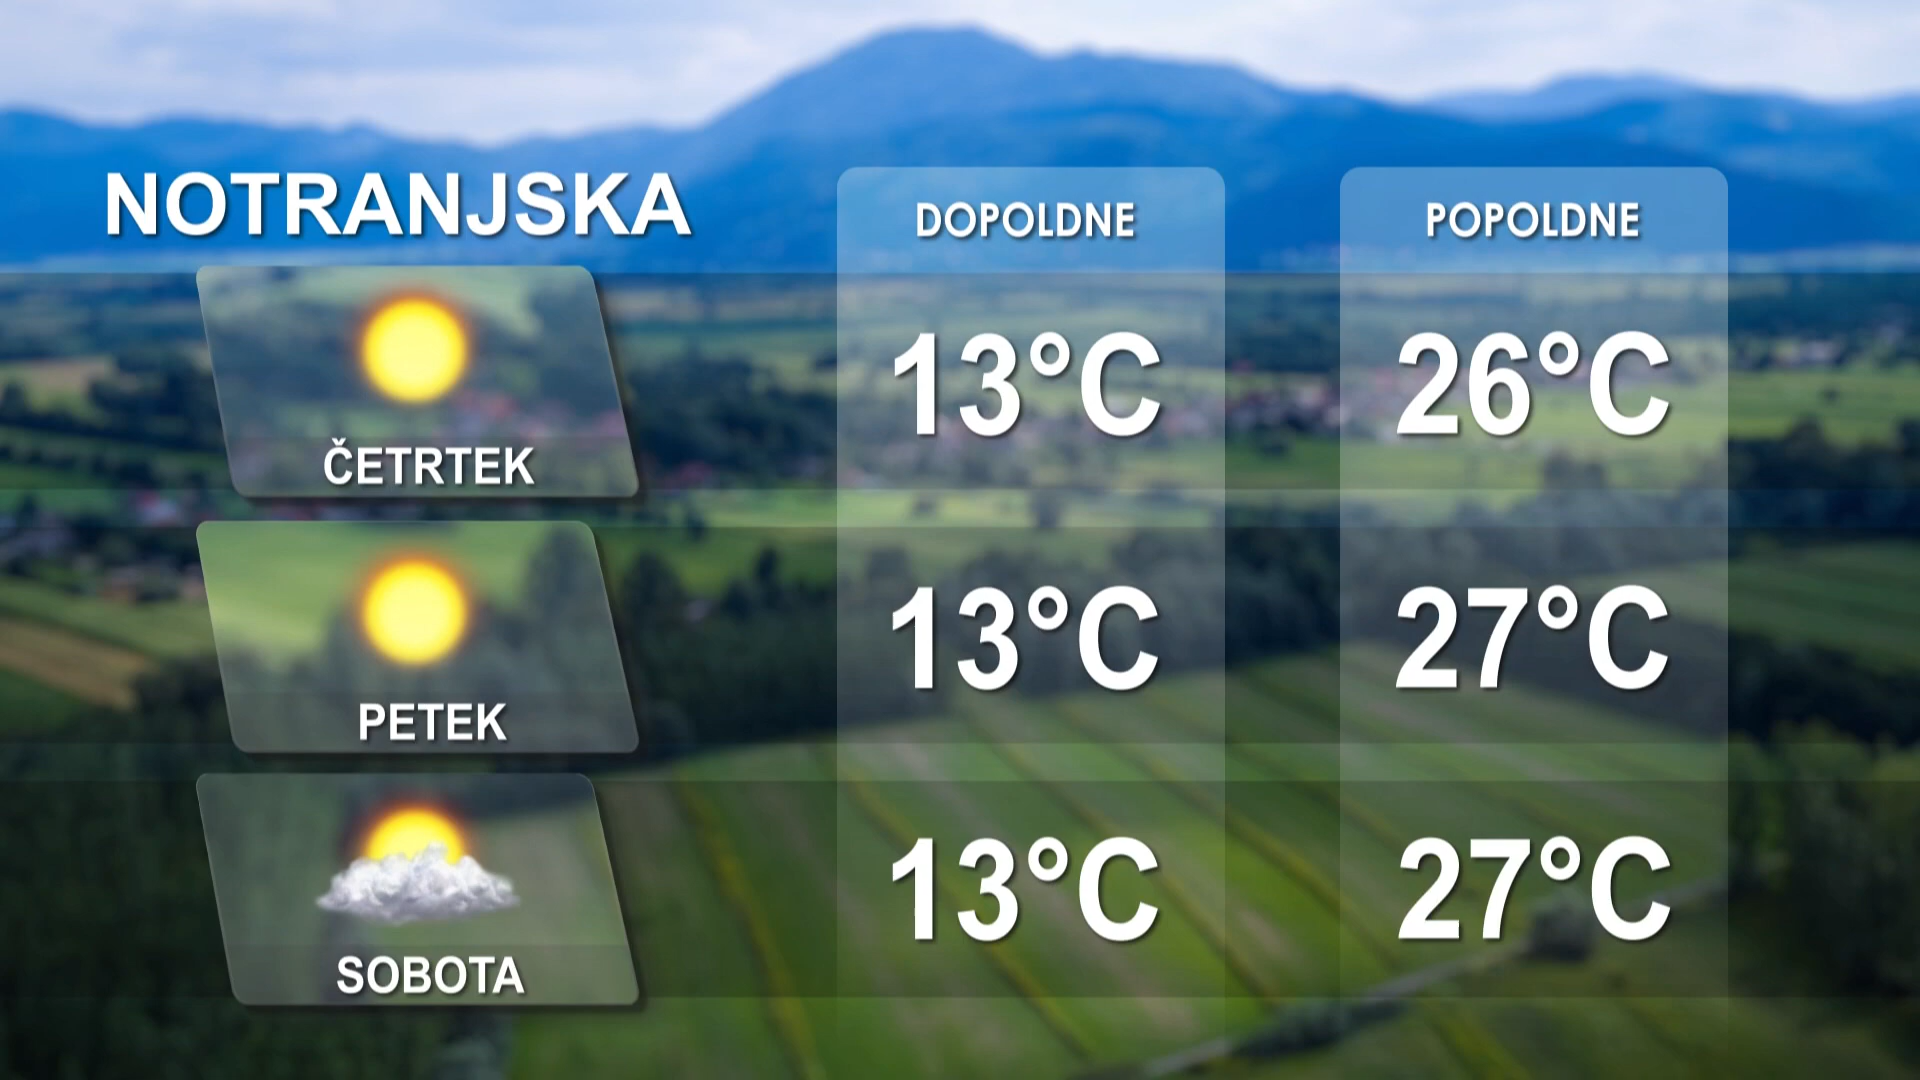 NOTRANJSKA
DOPOLDNE
POPOLDNE
ČETRTEK
13°C
26°C
PETEK
13°C
27°C
SOBOTA
13°C
27°C